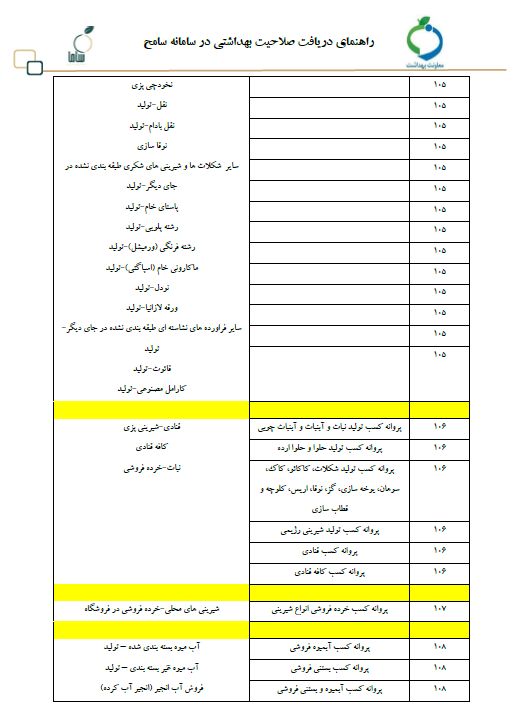 راهنمای دریافت صلاحیت بهداشتی در سامانه سامح
ساما
معاونت بهداشت
۱۰۵
۱۰۵
۱۰۵
۱۰۵
۱۰۵
۱۰۵
۱۰۵
۱۰۵
۱۰۵
۱۰۵
۱۰۵
۱۰۵
۱۰۵
۱۰۵
نخودچی پزی
نقل-تولید
نقل بادام-تولید
نوقا سازی
سایر شکلات ها و شیرینی های شکری طبقه بندی نشده در
جای دیگر-تولید
پاستای خام-تولید
رشته پلویی-تولید
رشته فرنگی (ورمیشل)-تولید
ماکارونی خام (اسپاگتی)-تولید
نودل-تولید
ورقه لازانیا-تولید
سایر فراورده های نشاسته ای طبقه بندی نشده در جای دیگر-
تولید
قائوت-تولید
کارامل مصنوعی-تولید
۱۰۶
پروانه کسب تولید نبات و آبنبات و آبنبات چوبی
۱۰۶
پروانه کسب تولید حلوا و حلوا ارده
۱۰۶
پروانه کسب تولید شکلات، کاکائو، کاک،
سوهان، یوخه سازی، گز، نوقا، اریس، کلوچه و
قطاب سازی
۱۰۶
پروانه کسب تولید شیرینی رژیمی
۱۰۶
پروانه کسب قنادی
۱۰۶
پروانه کسب کافه قنادی
قنادی-شیرینی پزی
کافه قنادی
نبات-خرده فروشی
۱۰۷
پروانه کسب خرده فروشی انواع شیرینی
شیرینی های محلی-خرده فروشی در فروشگاه
۱۰۸
پروانه کسب آبمیوه فروشی
۱۰۸
پروانه کسب بستنی فروشی
۱۰۸
پروانه کسب آبمیوه و بستنی فروشی
آب میوه بسته بندی شده – تولید
آب میوه غیر بسته بندی – تولید
فروش آب انجیر (انجیر آب کرده)